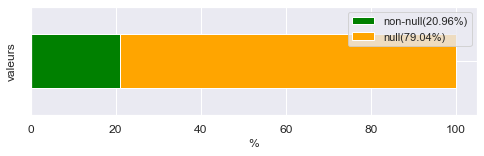 non-null(20.96%)
null(79.04%)
valeurs
0 20 40 60 80 100
%